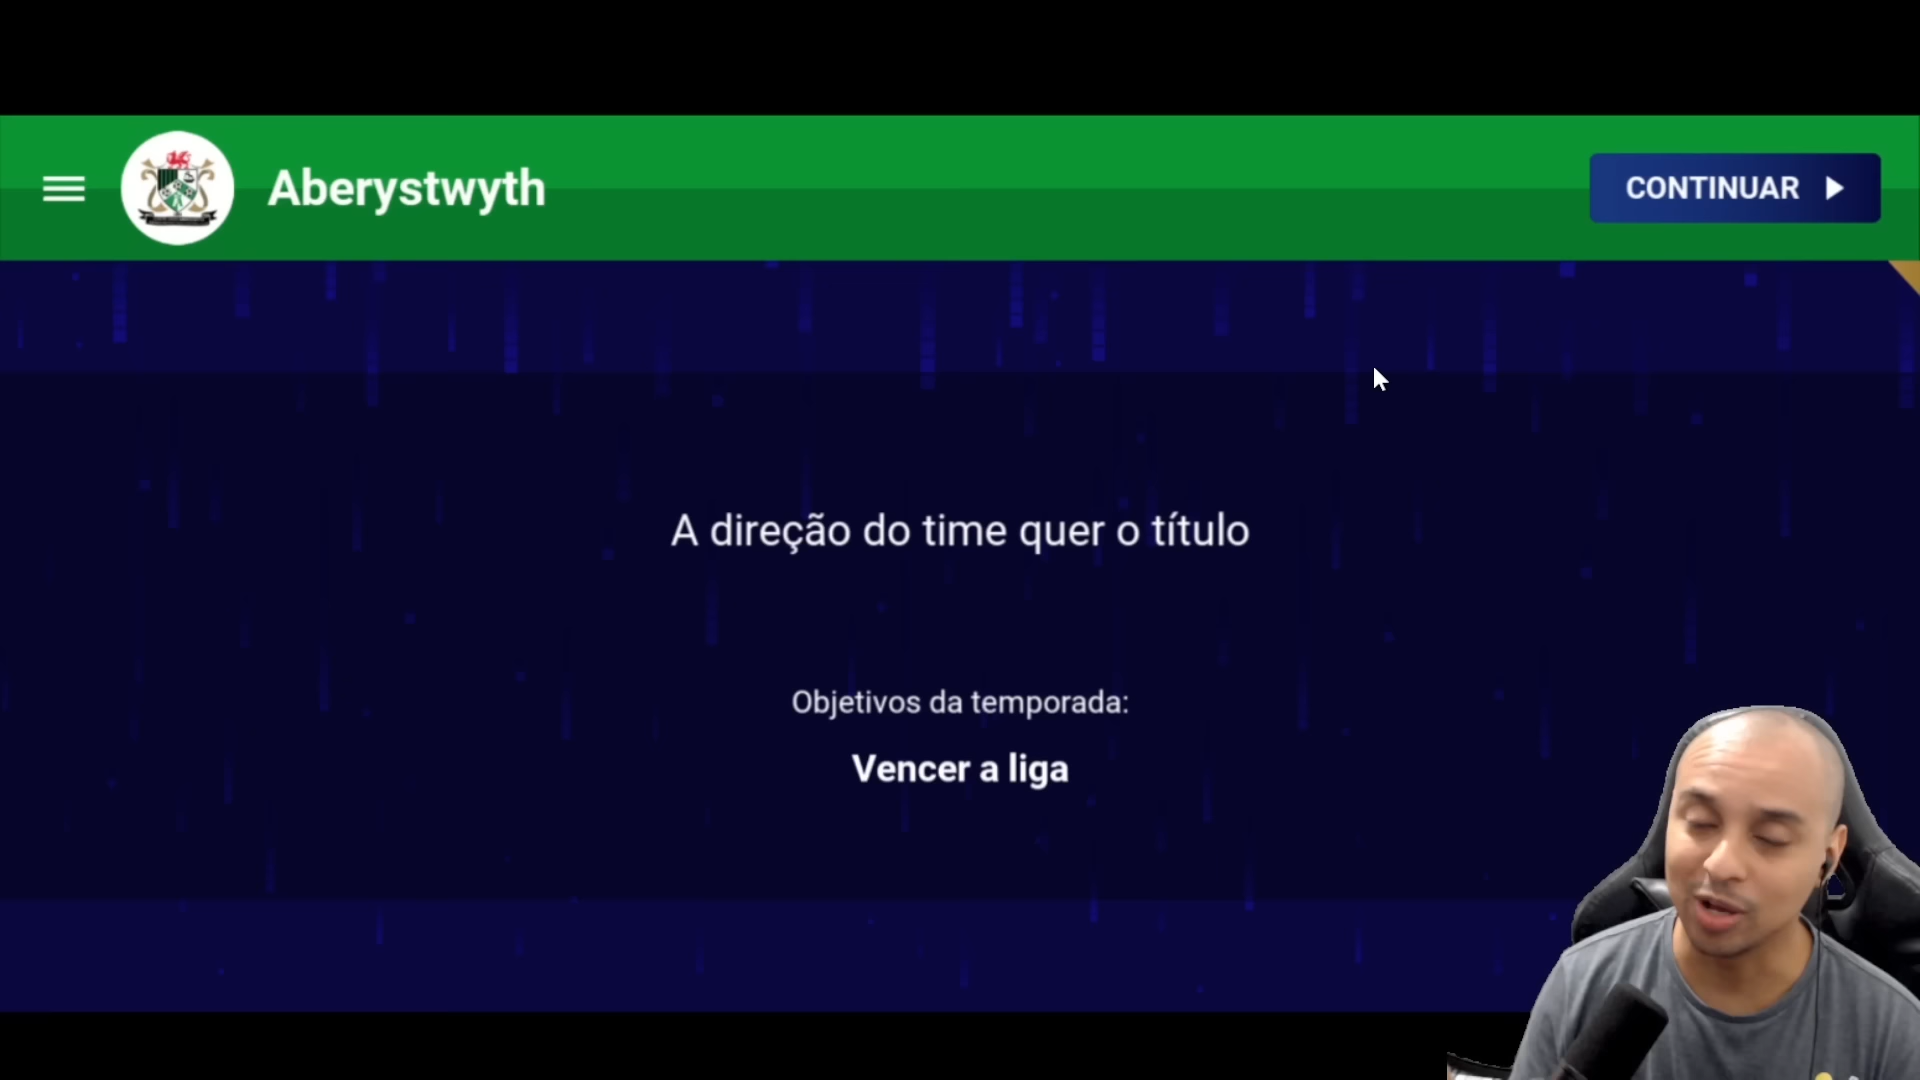 Aberystwyth
CONTINUAR
A direção do time quer o título
Objetivos da temporada:
Vencer a liga